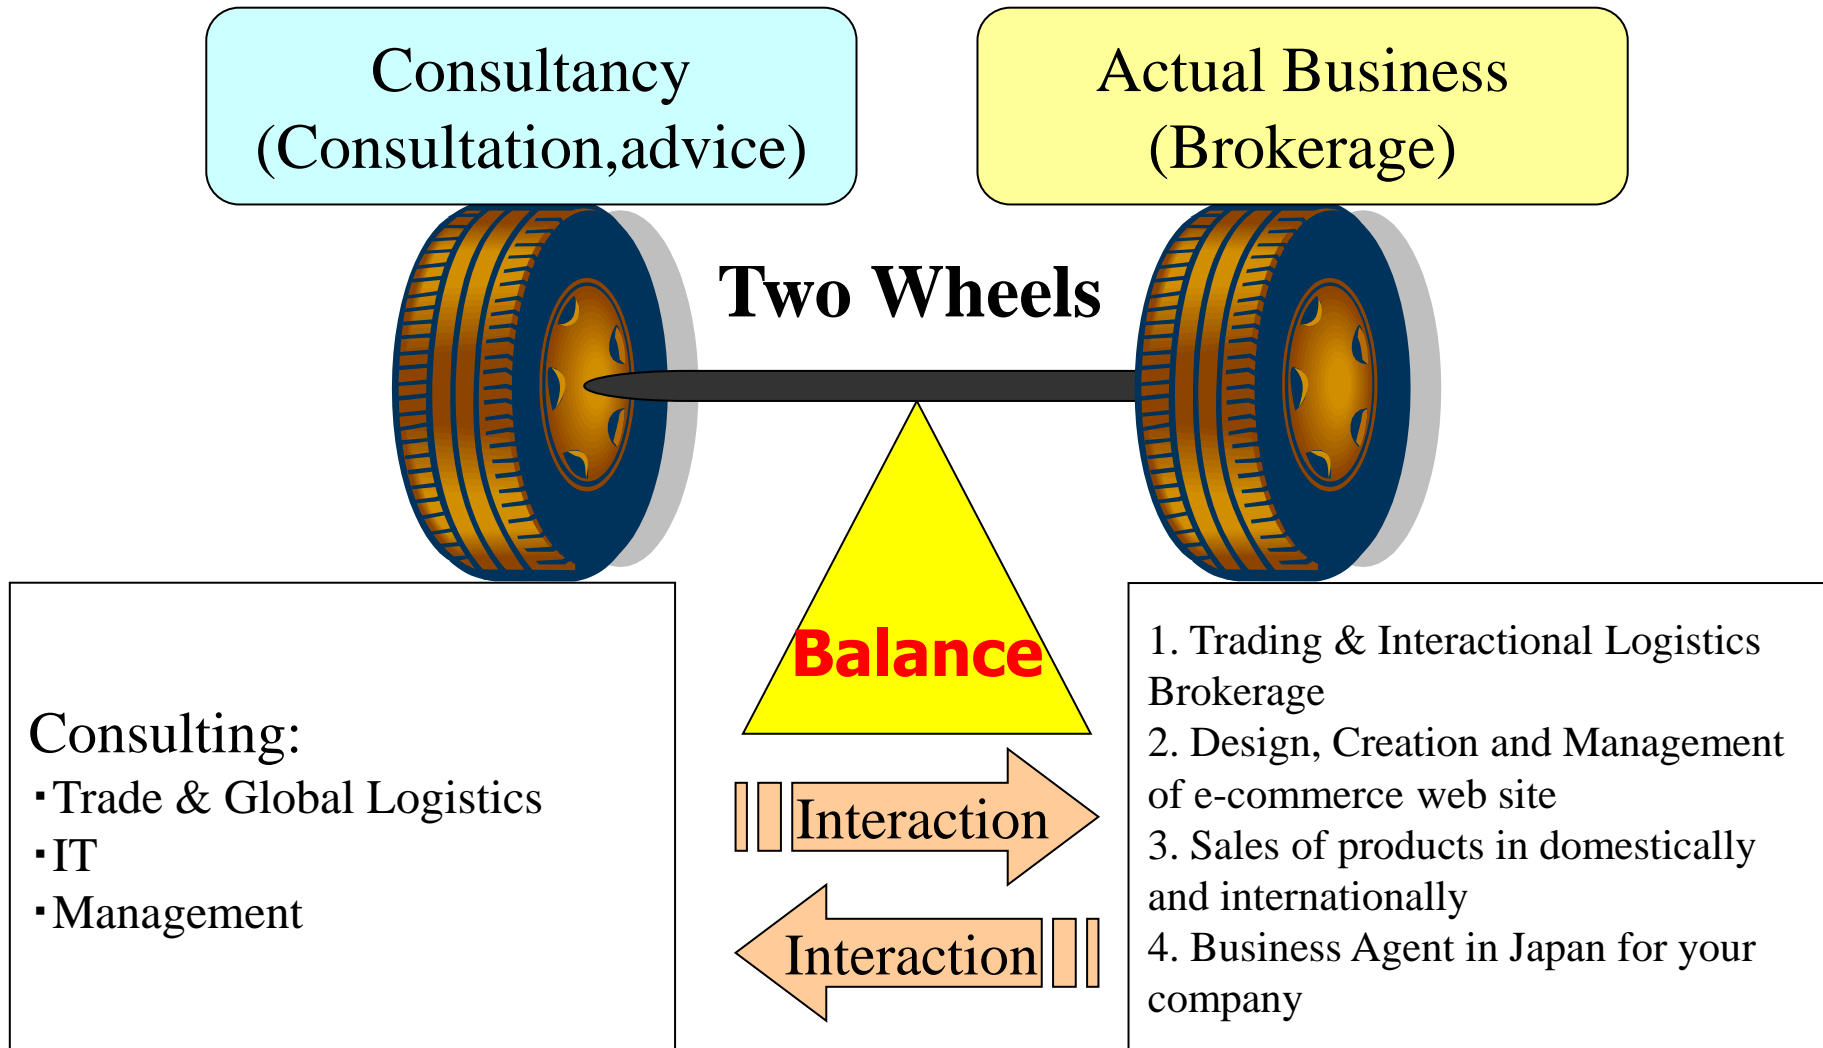 Consultancy
(Consultation,advice)
Actual Business
(Brokerage)
Two Wheels
Balance
Consulting:
・Trade & Global Logistics
・IT
・Management
Interaction
Interaction
1. Trading & Interactional Logistics
Brokerage
2. Design, Creation and Management
of e-commerce web site
3. Sales of products in domestically
and internationally
4. Business Agent in Japan for your
company